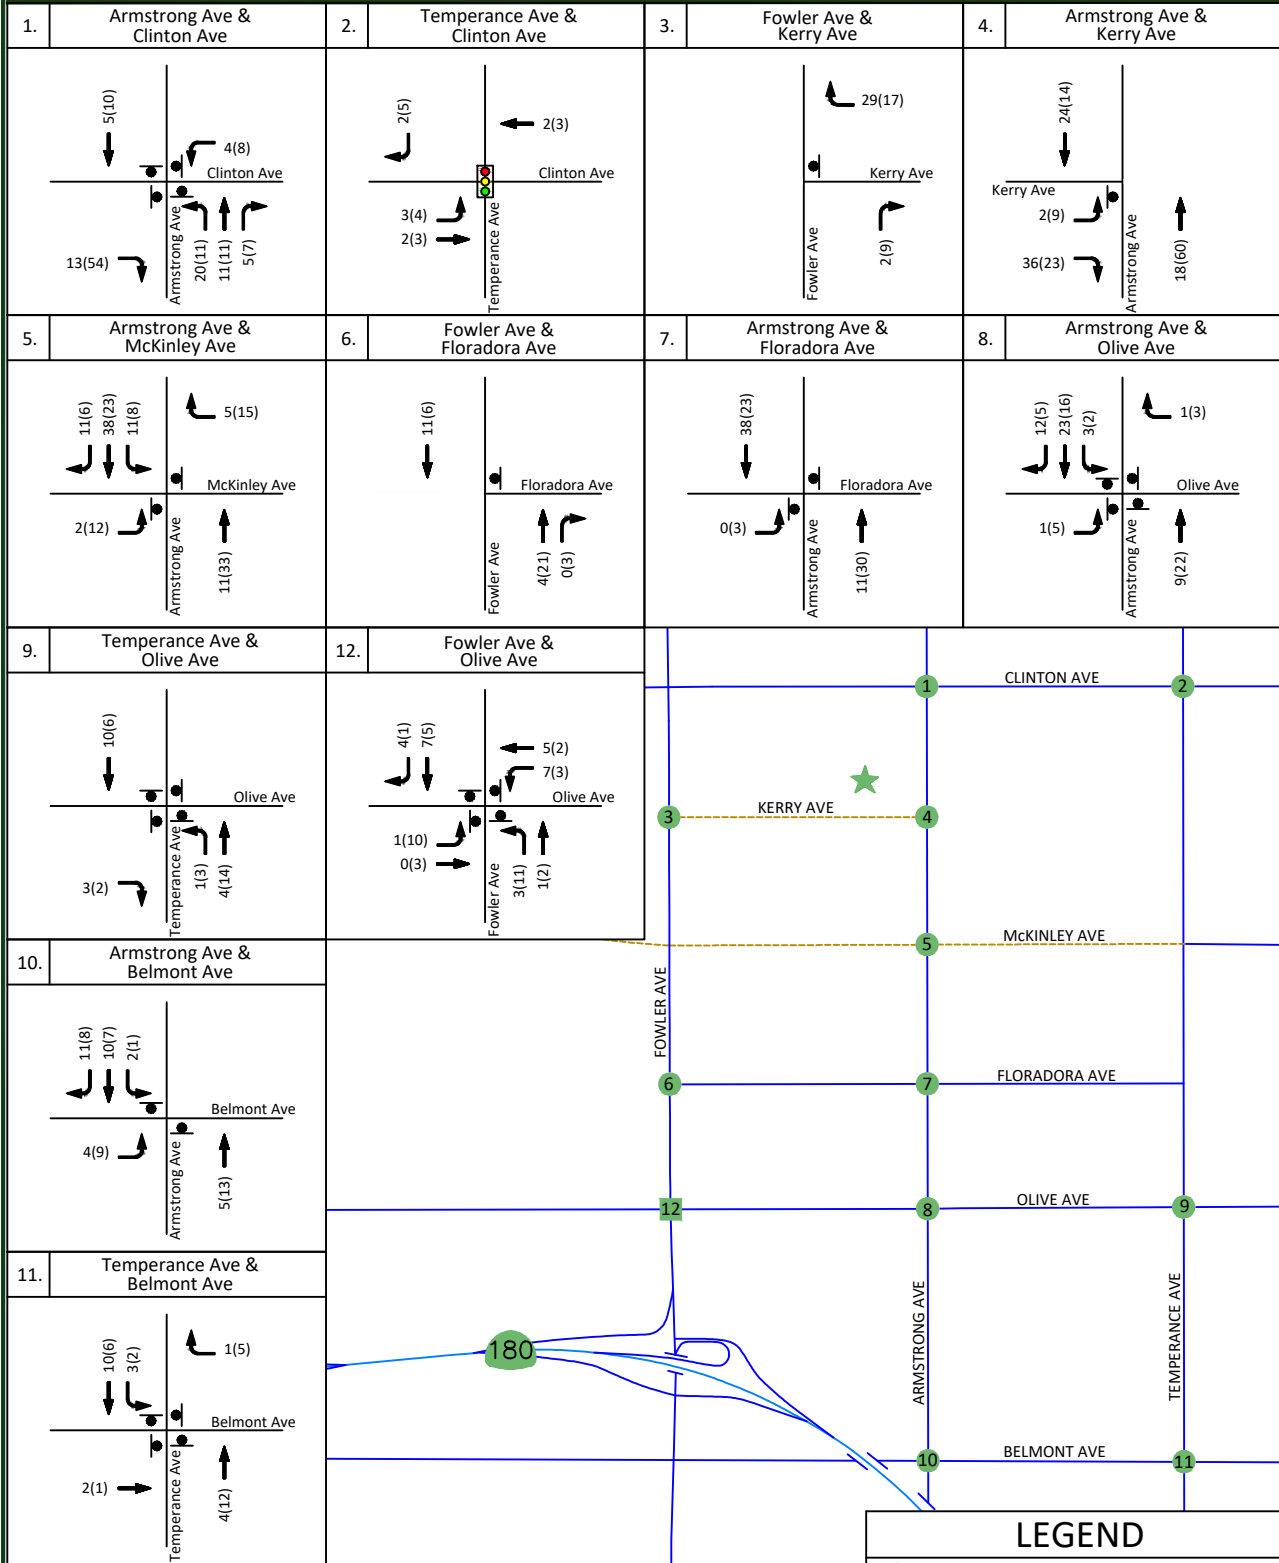 1.
Armstrong Ave &
Clinton Ave
5(10)
4(8)
Clinton Ave
13(54)
Armstrong Ave
20(11)
11(11)
5(7)
2.
Temperance Ave &
Clinton Ave
2(5)
2(3)
Clinton Ave
3(4)
2(3)
Temperance Ave
3.
Fowler Ave &
Kerry Ave
29(17)
Kerry Ave
Fowler Ave
2(9)
4.
Armstrong Ave &
Kerry Ave
24(14)
Kerry Ave
2(9)
36(23)
Armstrong Ave
18(60)
5.
Armstrong Ave &
McKinley Ave
11(6)
38(23)
11(8)
5(15)
McKinley Ave
2(12)
Armstrong Ave
11(33)
6.
Fowler Ave &
Floradora Ave
11(6)
Floradora Ave
Fowler Ave
4(21)
0(3)
7.
Armstrong Ave &
Floradora Ave
38(23)
Floradora Ave
0(3)
Armstrong Ave
11(30)
8.
Armstrong Ave &
Olive Ave
12(5)
23(16)
3(2)
1(3)
Olive Ave
1(5)
Armstrong Ave
9(22)
9.
Temperance Ave &
Olive Ave
10(6)
Olive Ave
3(2)
Temperance Ave
1(3)
4(14)
12.
Fowler Ave &
Olive Ave
4(1)
7(5)
5(2)
7(3)
Olive Ave
1(10)
0(3)
Fowler Ave
3(11)
1(2)
10.
Armstrong Ave &
Belmont Ave
11(8)
10(7)
2(1)
Belmont Ave
4(9)
Armstrong Ave
5(13)
11.
Temperance Ave &
Belmont Ave
10(6)
3(2)
1(5)
Belmont Ave
2(1)
Temperance Ave
4(12)
CLINTON AVE
1
2
KERRY AVE
3
4
McKINLEY AVE
5
FOWLER AVE
FLORADORA AVE
6
7
OLIVE AVE
12
8
9
ARMSTRONG AVE
TEMPERANCE AVE
180
BELMONT AVE
10
11
LEGEND